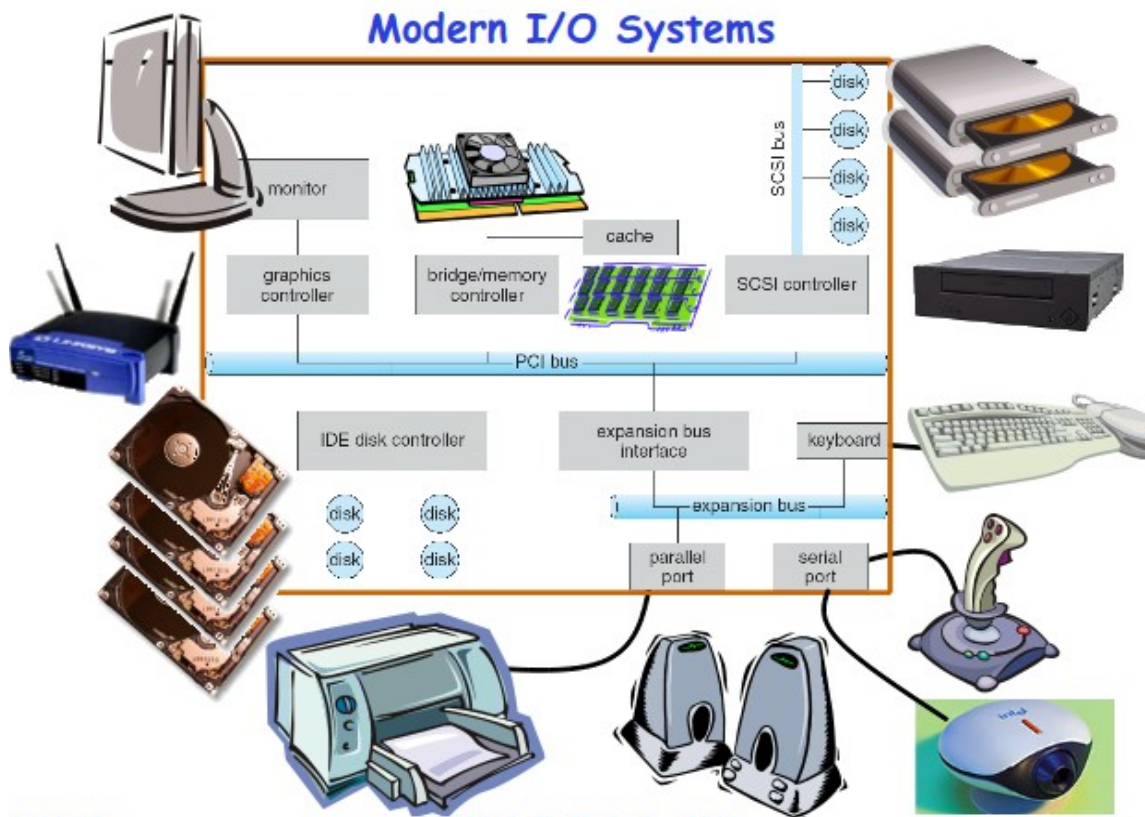 Modern I/O Systems
disk
disk
disk
disk
SCSI bus
monitor
cache
graphics
controller
bridge/memory
controller
SCSI controller
PCI bus
IDE disk controller
expansion bus
interface
keyboard
disk
disk
disk
disk
expansion bus
parallel
port
serial
port
intel